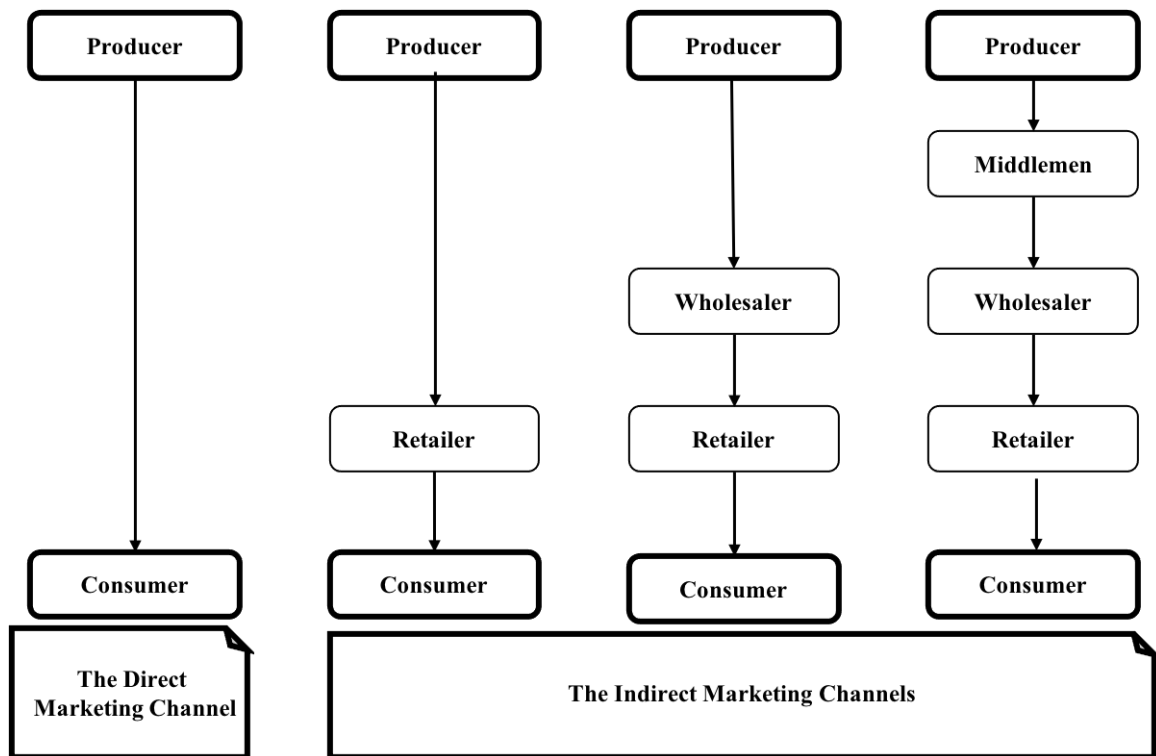 Producer
Producer
Producer
Producer
Middlemen
Wholesaler
Wholesaler
Retailer
Retailer
Retailer
Consumer
Consumer
Consumer
Consumer
The Direct
Marketing Channel
The Indirect Marketing Channels